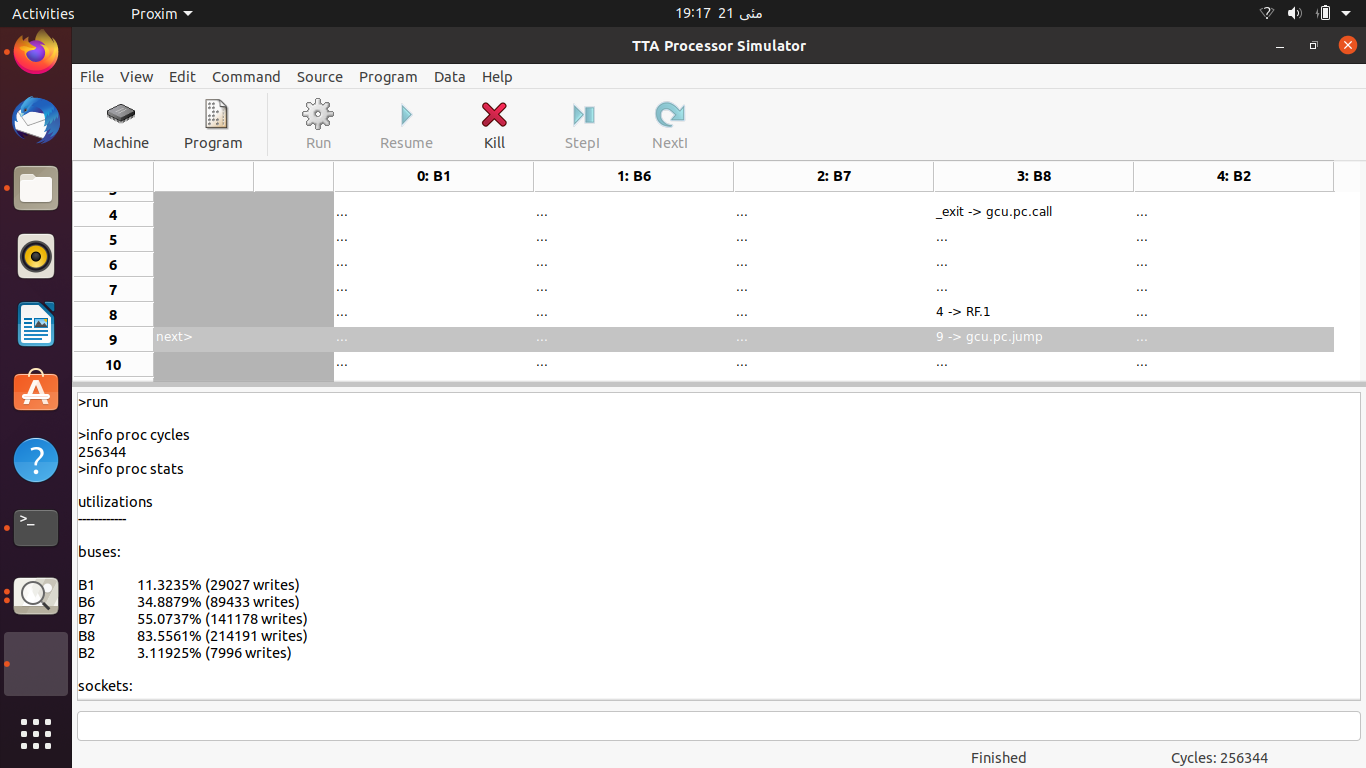 Activities Proxim 19:17 21 مئی
TTA Processor Simulator
File View Edit Command Source Program Data Help
Machine Program Run Resume Kill StepI NextI
0: B1 1: B6 2: B7 3: B8 4: B2
4 ... ... ... _exit -> gcu.pc.call ...
5 ... ... ... ... ...
6 ... ... ... ... ...
7 ... ... ... ... ...
8 ... ... ... 4 -> RF.1 ...
9 next> ... ... ... 9 -> gcu.pc.jump ...
10 ... ... ... ... ...
>run
>info proc cycles
256344
>info proc stats
utilizations
------------
buses:
B1 11.3235% (29027 writes)
B6 34.8879% (89433 writes)
B7 55.0737% (141178 writes)
B8 83.5561% (214191 writes)
B2 3.11925% (7996 writes)
sockets:
Finished Cycles: 256344